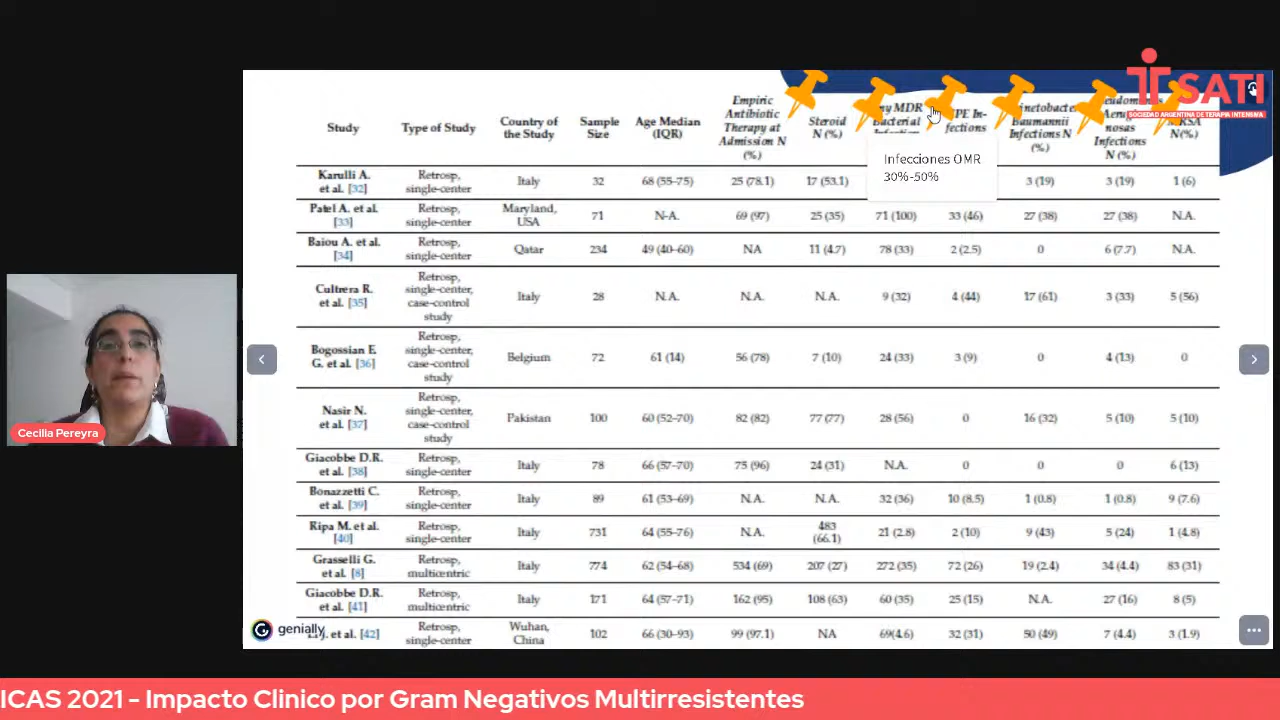 SATI
SOCIEDAD ARGENTINA DE TERAPIA INTENSIVA
Study Type of Study Country of the Study Sample Size Age Median (IQR) Empiric Antibiotic Therapy at Admission N (%) Steroid N (%) MDR Bacterial Infections N (%)
Infecciones OMR
30%-50%
Karulli A. et al. [32] Retrosp, single-center Italy 32 68 (55-75) 25 (78.1) 17 (53.1) 3 (19) 3 (19) 1 (6)
Patel A. et al. [33] Retrosp, single-center Maryland, USA 71 N-A. 69 (97) 25 (35) 71 (100) 33 (46) 27 (38) 27 (38) N.A.
Baiou A. et al. [34] Retrosp, single-center Qatar 234 49 (40-60) NA 11 (4.7) 78 (33) 2 (2.5) 0 6 (7.7) N.A.
Cultrera R. et al. [35] Retrosp, single-center, case-control study Italy 28 N.A. N.A. N.A. 9 (32) 4 (44) 17 (61) 3 (33) 5 (56)
Bogossian E. G. et al. [36] Retrosp, single-center, case-control study Belgium 72 61 (14) 56 (78) 7 (10) 24 (33) 3 (9) 0 4 (13) 0
Nasir N. et al. [37] Retrosp, single-center, case-control study Pakistan 100 60 (52-70) 82 (82) 77 (77) 28 (56) 0 16 (32) 5 (10) 5 (10)
Giacobbe D.R. et al. [38] Retrosp, single-center Italy 78 66 (57-70) 75 (96) 24 (31) N.A. 0 0 0 6 (13)
Bonazzetti C. et al. [39] Retrosp, single-center Italy 89 61 (53-69) N.A. N.A. 32 (36) 10 (8.5) 1 (0.8) 1 (0.8) 9 (7.6)
Ripa M. et al. [40] Retrosp, single-center Italy 731 64 (55-76) N.A. 483 (66.1) 21 (2.8) 2 (10) 9 (43) 5 (24) 1 (4.8)
Grasselli G. et al. [8] Retrosp, multicentric Italy 774 62 (54-68) 534 (69) 207 (27) 272 (35) 72 (26) 19 (2.4) 34 (4.4) 83 (31)
Giacobbe D.R. et al. [41] Retrosp, multicentric Italy 171 64 (57-71) 162 (95) 108 (63) 60 (35) 25 (15) N.A. 27 (16) 8 (5)
et al. [42] Retrosp, single-center Wuhan, China 102 66 (30-93) 99 (97.1) NA 69(4.6) 32 (31) 50 (49) 7 (4.4) 3 (1.9)
Cecilia Pereyra
genially
ICAS 2021 - Impacto Clinico por Gram Negativos Multirresistentes